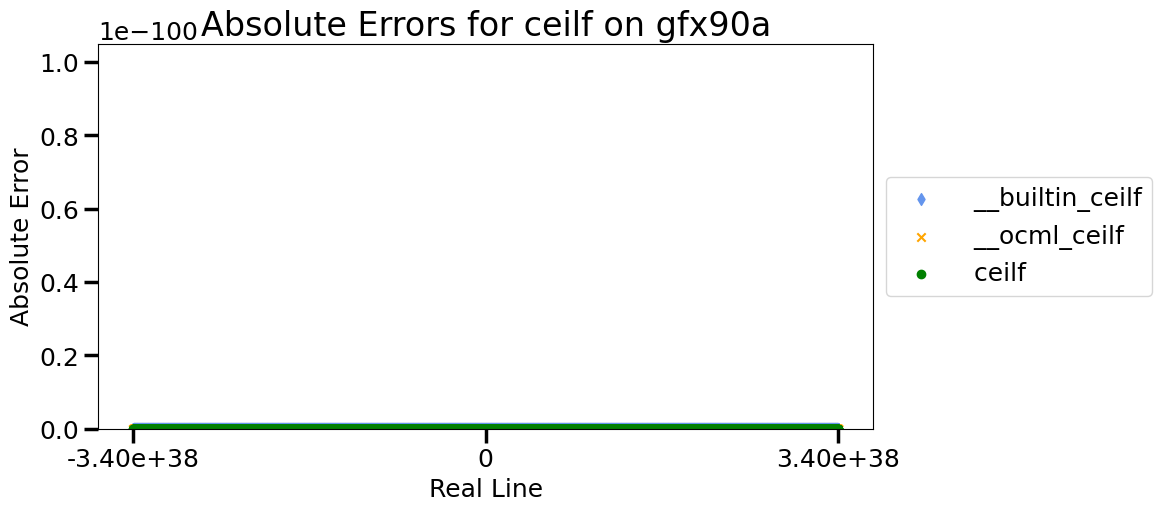 Absolute Errors for ceilf on gfx90a
1e−100
1.0
0.8
0.6
0.4
0.2
0.0
Absolute Error
-3.40e+38
0
3.40e+38
Real Line
__builtin_ceilf
__ocml_ceilf
ceilf